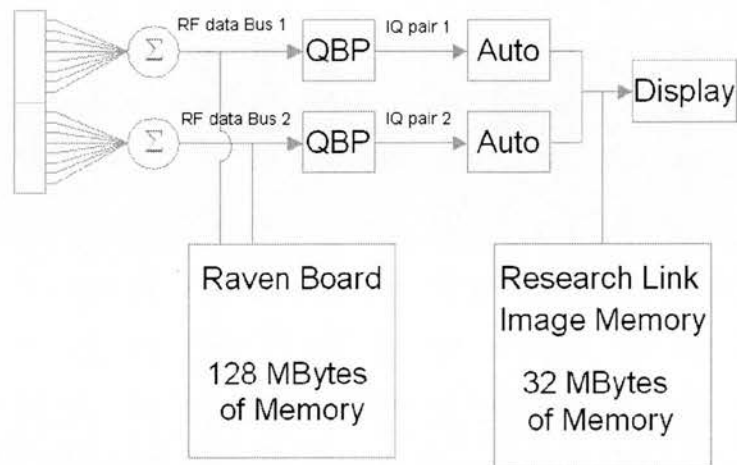 RF data Bus 1
IQ pair 1
Σ
QBP
Auto
Display
RF data Bus 2
IQ pair 2
Σ
QBP
Auto
Raven Board
128 MBytes
of Memory
Research Link
Image Memory
32 MBytes
of Memory